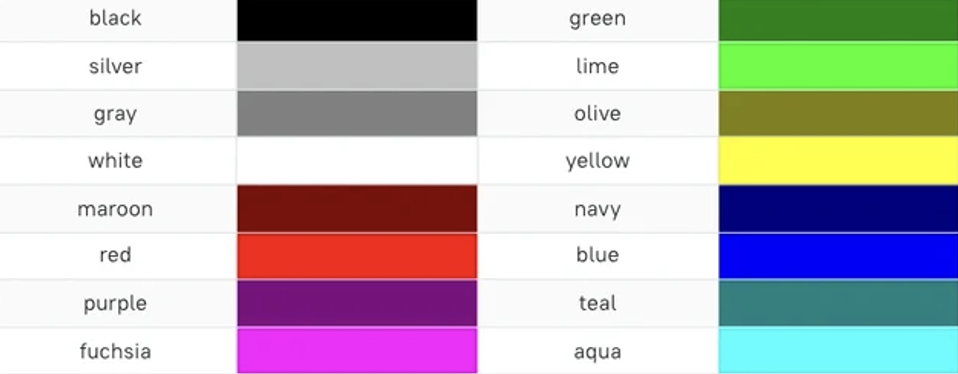 black green
silver lime
gray olive
white yellow
maroon navy
red blue
purple teal
fuchsia aqua